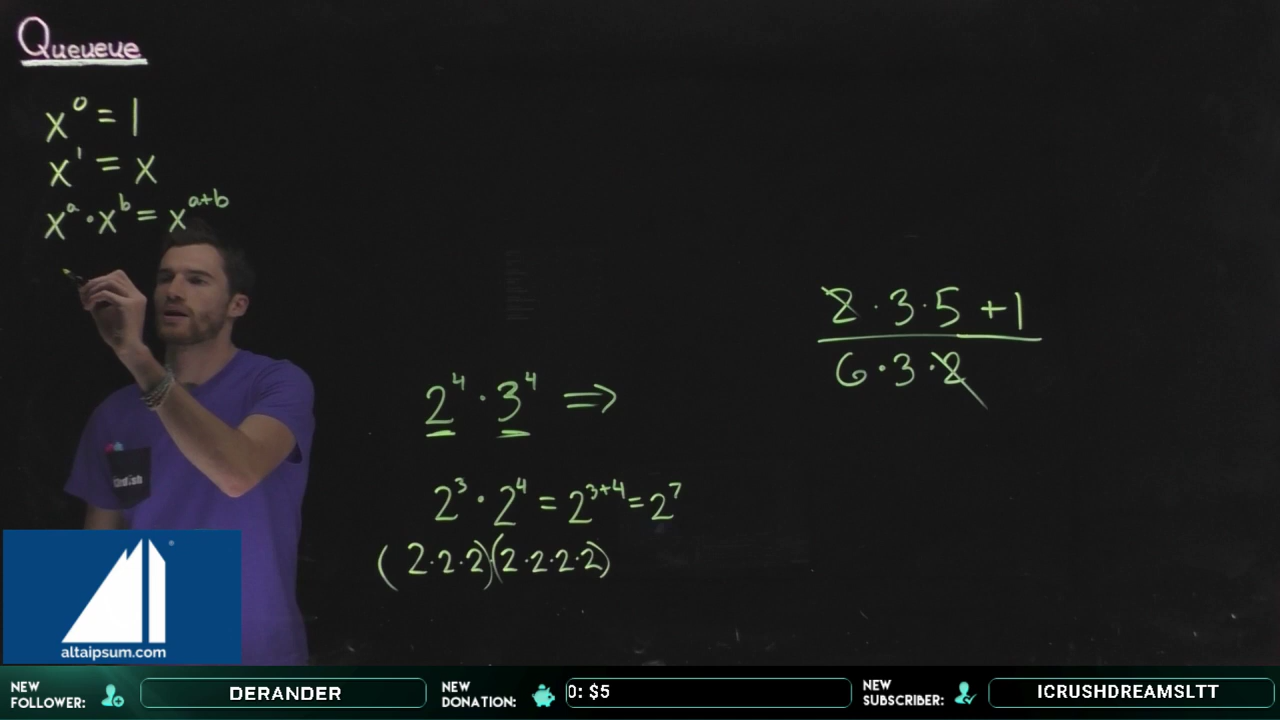 Queueue
x⁰ = 1
x¹ = x
xᵃ · xᵇ = xᵃ⁺ᵇ
2⁴ · 3⁴ ⇒
2³ · 2⁴ = 2³⁺⁴ = 2⁷
(2·2·2)·(2·2·2·2)
2 · 3 · 5 + 1
6 · 3 · 2
altaipsum.com
NEW FOLLOWER: DERANDER
NEW DONATION: 0: $5
NEW SUBSCRIBER: ICRUSHDREAMSLTT